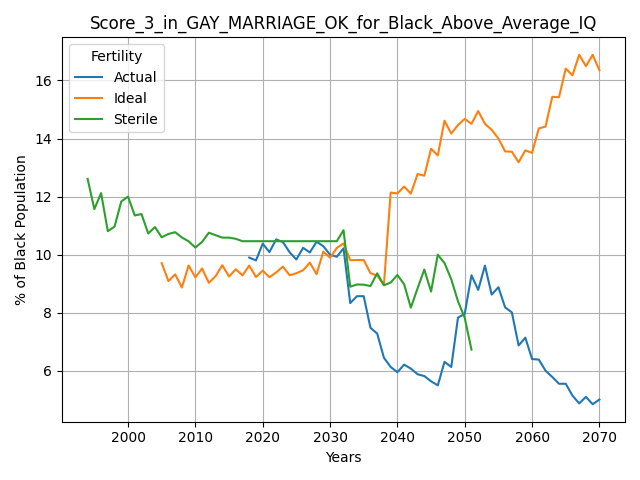 Score_3_in_GAY_MARRIAGE_OK_for_Black_Above_Average_IQ
Fertility
Actual
Ideal
Sterile
% of Black Population
16
14
12
10
8
6
2000 2010 2020 2030 2040 2050 2060 2070
Years